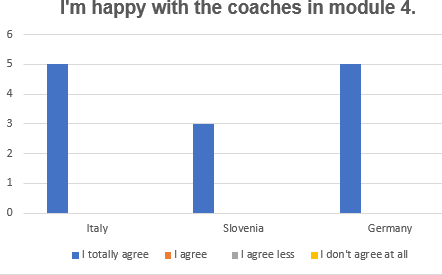 I'm happy with the coaches in module 4.
6
5
4
3
2
1
0
Italy Slovenia Germany
I totally agree I agree I agree less I don't agree at all